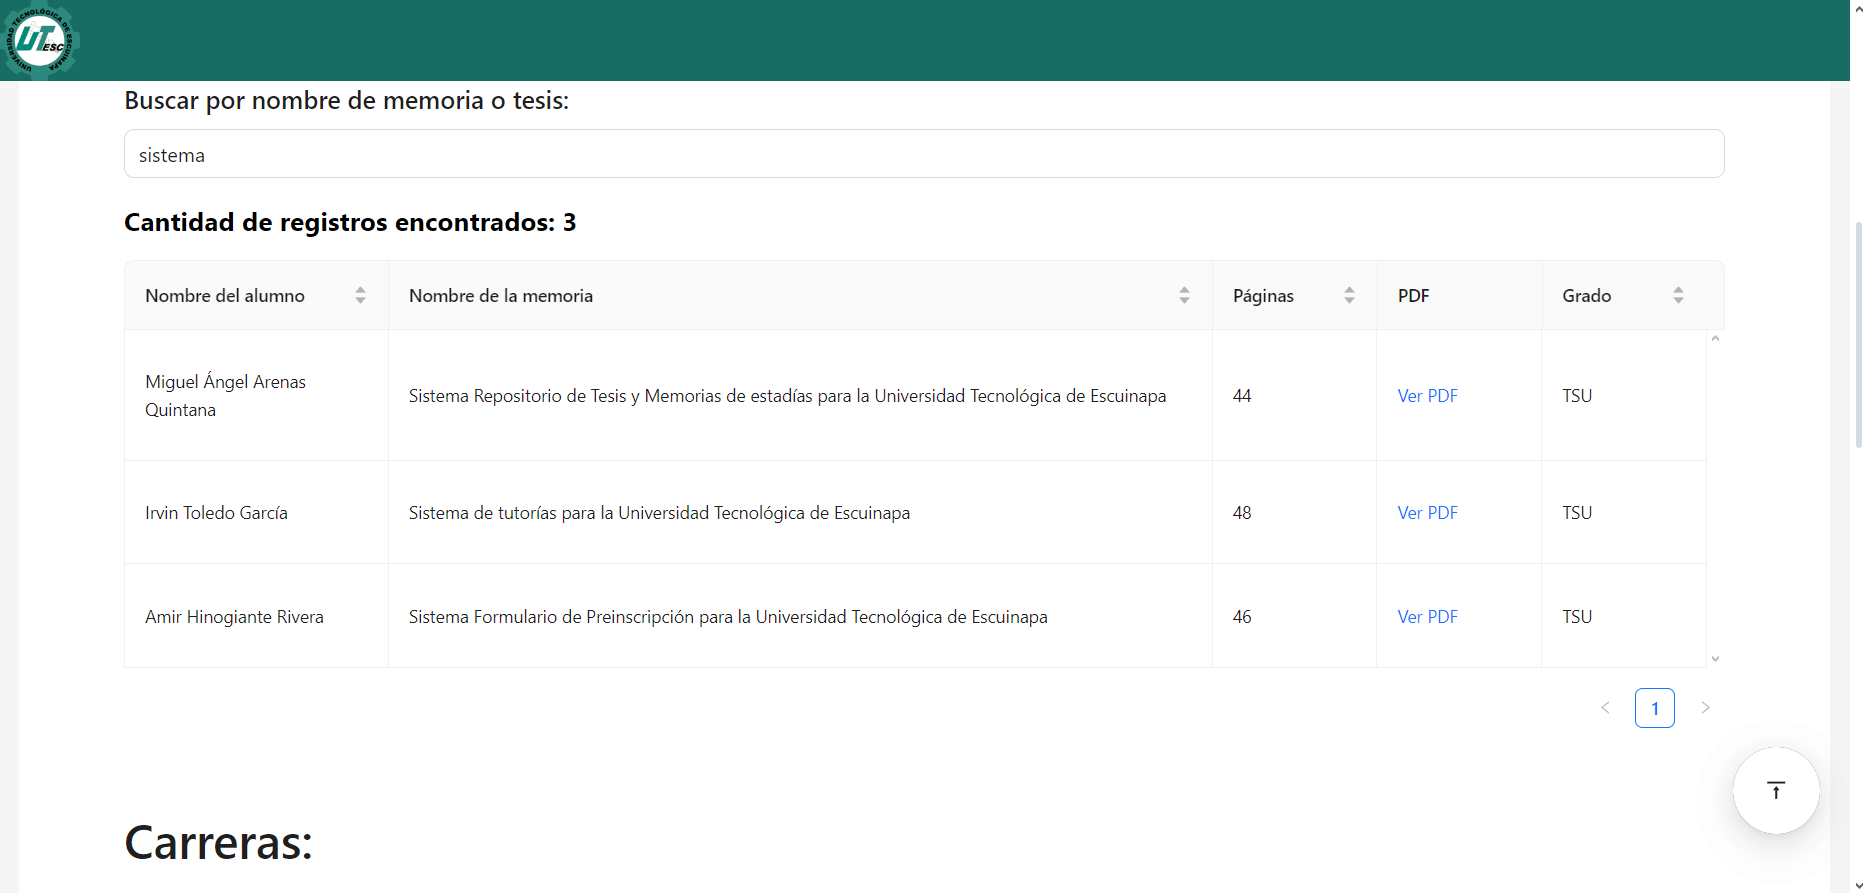 UNIVERSIDAD TECNOLÓGICA DE ESCUINAPA
UTESC
Buscar por nombre de memoria o tesis:
sistema
Cantidad de registros encontrados: 3
Nombre del alumno Nombre de la memoria Páginas PDF Grado
Miguel Ángel Arenas
Quintana
Sistema Repositorio de Tesis y Memorias de estadías para la Universidad Tecnológica de Escuinapa 44 Ver PDF TSU
Irvin Toledo García Sistema de tutorías para la Universidad Tecnológica de Escuinapa 48 Ver PDF TSU
Amir Hinogiante Rivera Sistema Formulario de Preinscripción para la Universidad Tecnológica de Escuinapa 46 Ver PDF TSU
1
Carreras: